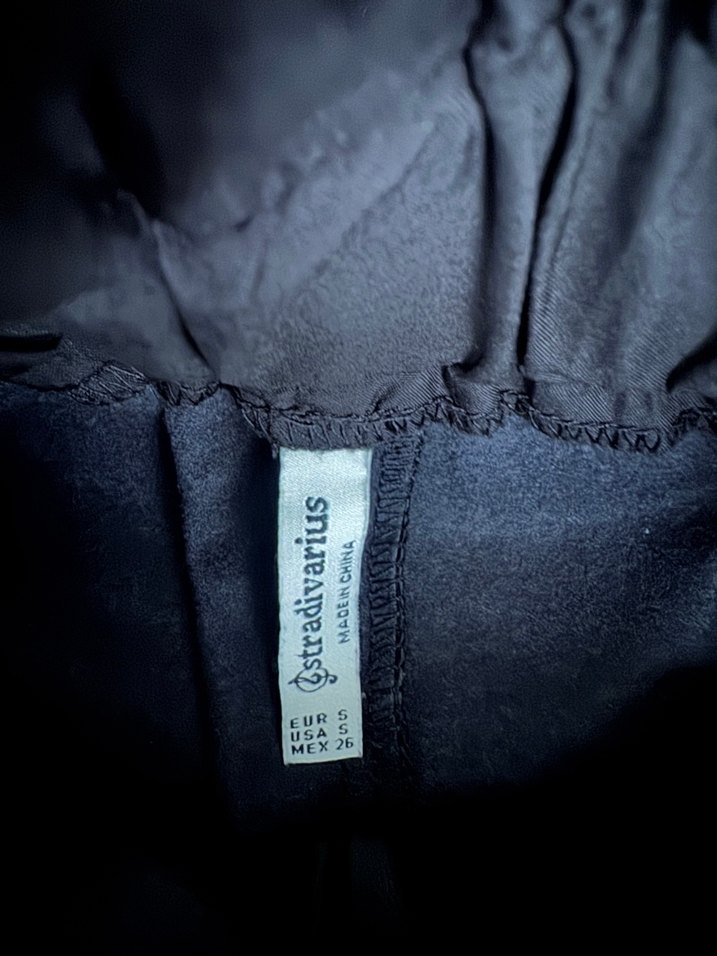 stradivarius
MADE IN CHINA
EUR S
USA S
MEX 26